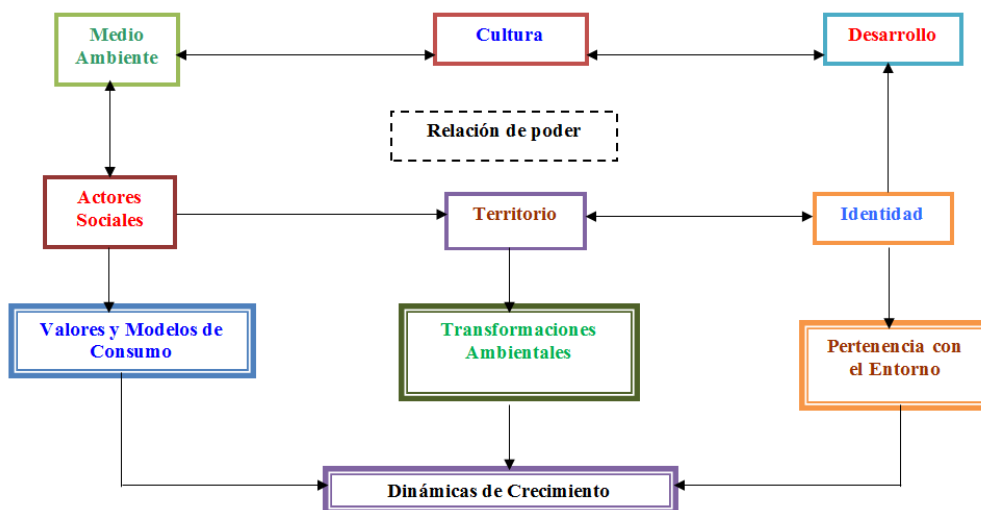 Medio
Ambiente
Cultura
Desarrollo
Relación de poder
Actores
Sociales
Territorio
Identidad
Valores y Modelos de
Consumo
Transformaciones
Ambientales
Pertenencia con
el Entorno
Dinámicas de Crecimiento